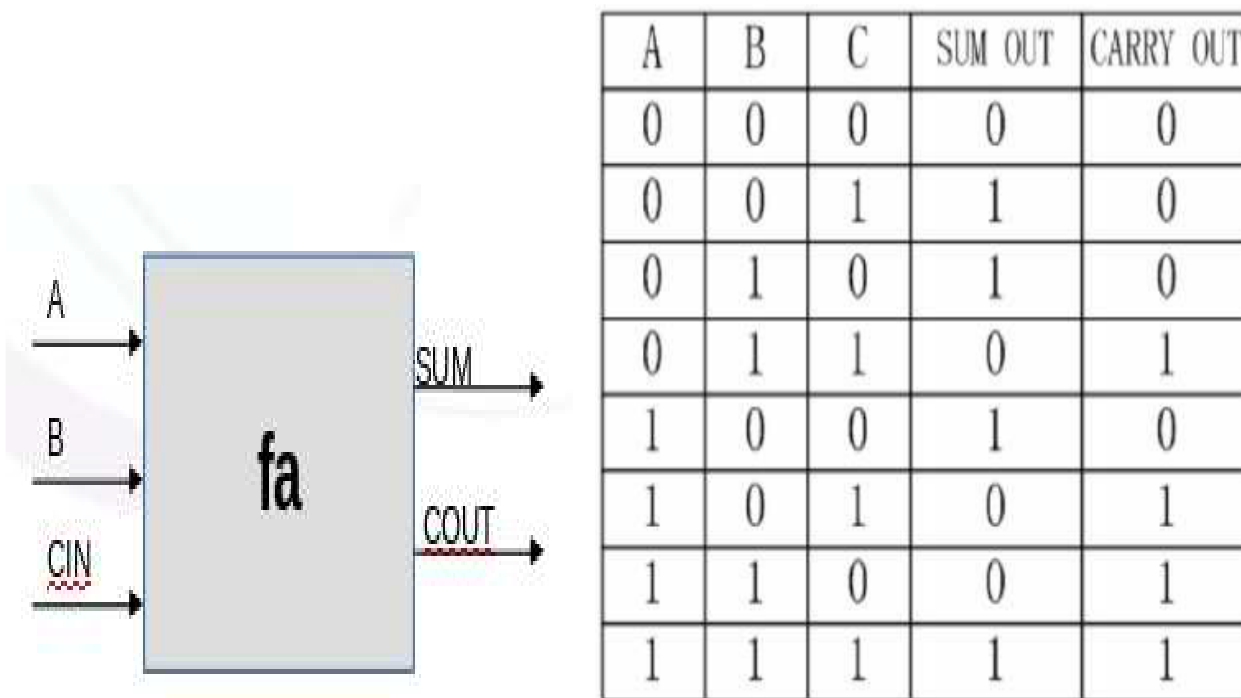 A
B
CIN
fa
SUM
COUT
A B C SUM OUT CARRY OUT
0 0 0 0 0
0 0 1 1 0
0 1 0 1 0
0 1 1 0 1
1 0 0 1 0
1 0 1 0 1
1 1 0 0 1
1 1 1 1 1